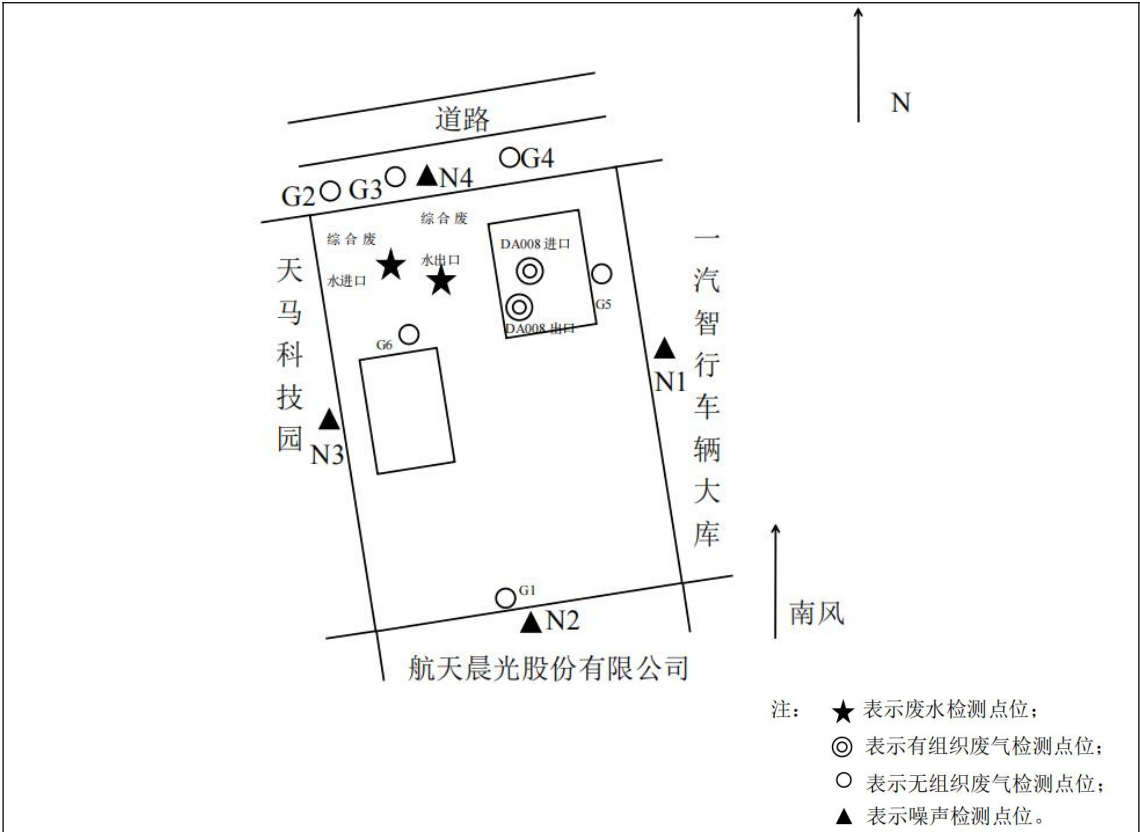 N
道路
G4
G3
N4
G2
综合废
水出口
综合废
水进口
DA008 进口
DA008 出口
G5
G6
天马科技园
一汽智行车辆大库
N1
N3
G1
N2
南风
航天晨光股份有限公司
注：
★ 表示废水检测点位；
◎ 表示有组织废气检测点位；
○ 表示无组织废气检测点位；
▲ 表示噪声检测点位。